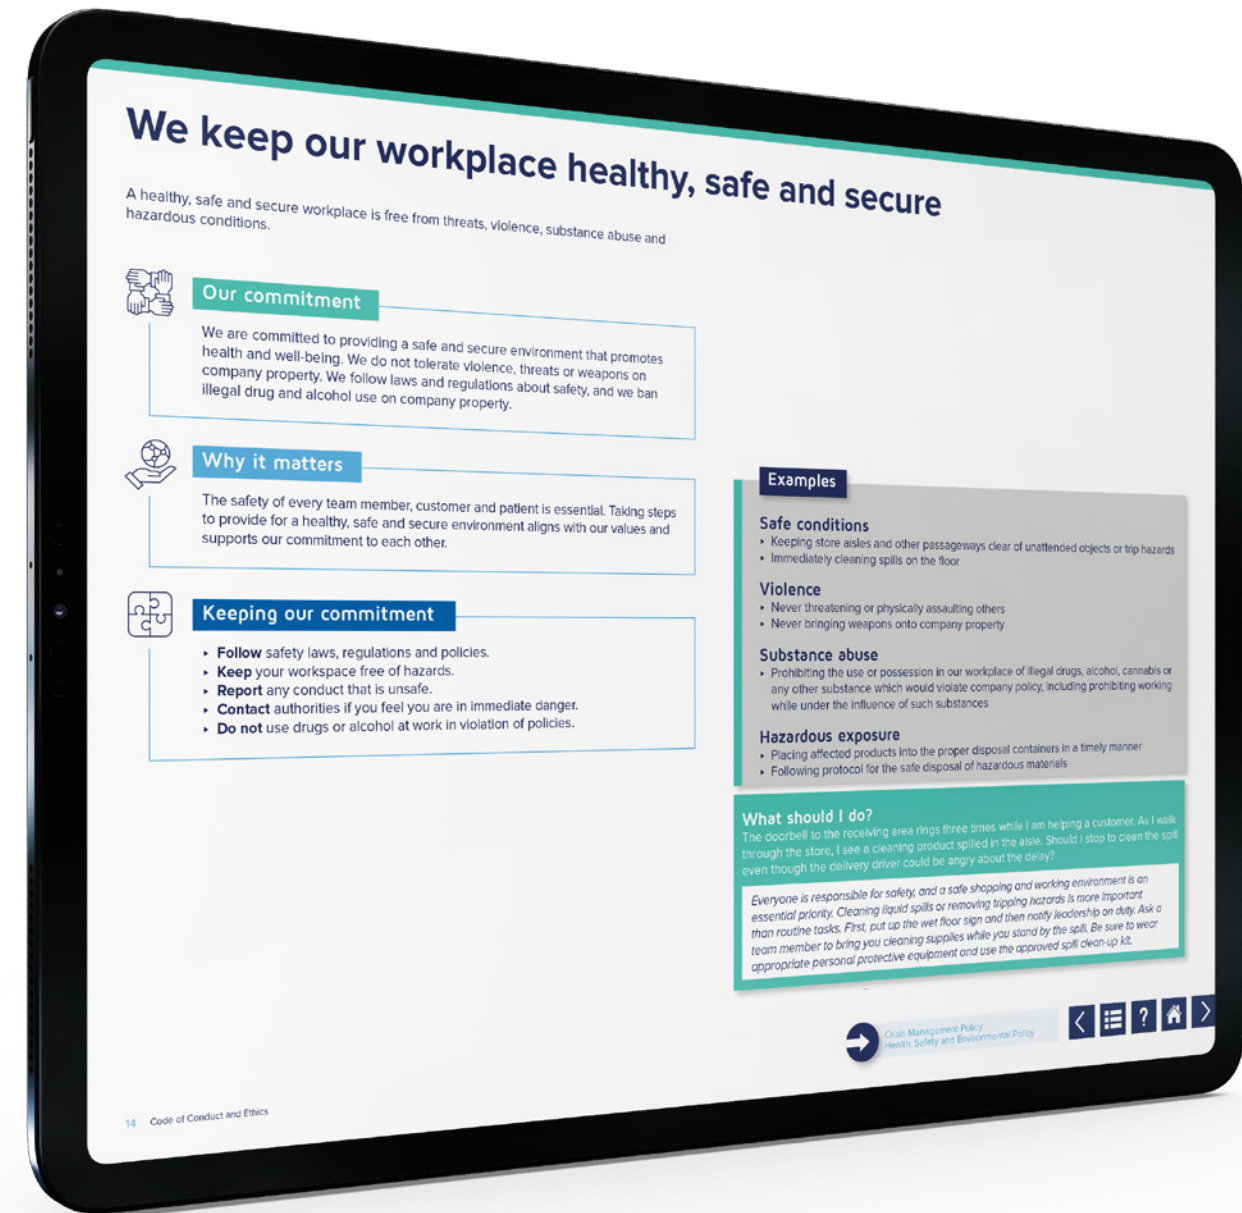 We keep our workplace healthy, safe and secure
A healthy, safe and secure workplace is free from threats, violence, substance abuse and
hazardous conditions.
Our commitment
We are committed to providing a safe and secure environment that promotes
health and well-being. We do not tolerate violence, threats or weapons on
company property. We follow laws and regulations about safety, and we ban
illegal drug and alcohol use on company property.
Why it matters
The safety of every team member, customer and patient is essential. Taking steps
to provide for a healthy, safe and secure environment aligns with our values and
supports our commitment to each other.
Keeping our commitment
‣ Follow safety laws, regulations and policies.
‣ Keep your workspace free of hazards.
‣ Report any conduct that is unsafe.
‣ Contact authorities if you feel you are in immediate danger.
‣ Do not use drugs or alcohol at work in violation of policies.
Examples
Safe conditions
‣ Keeping store aisles and other passageways clear of unattended objects or trip hazards
‣ Immediately cleaning spills on the floor
Violence
‣ Never threatening or physically assaulting others
‣ Never bringing weapons onto company property
Substance abuse
‣ Prohibiting the use or possession in our workplace of illegal drugs, alcohol, cannabis or
any other substance which would violate company policy, including prohibiting working
while under the influence of such substances
Hazardous exposure
‣ Placing affected products into the proper disposal containers in a timely manner
‣ Following protocol for the safe disposal of hazardous materials
What should I do?
The doorbell to the receiving area rings three times while I am helping a customer. As I walk
through the store, I see a cleaning product spilled in the aisle. Should I stop to clean the spill
even though the delivery driver could be angry about the delay?
Everyone is responsible for safety, and a safe shopping and working environment is an
essential priority. Cleaning liquid spills or removing tripping hazards is more important
than routine tasks. First, put up the wet floor sign and then notify leadership on duty. Ask a
team member to bring you cleaning supplies while you stand by the spill. Be sure to wear
appropriate personal protective equipment and use the approved spill clean-up kit.
Crisis Management Policy
Health, Safety and Environmental Policy
?
14 Code of Conduct and Ethics